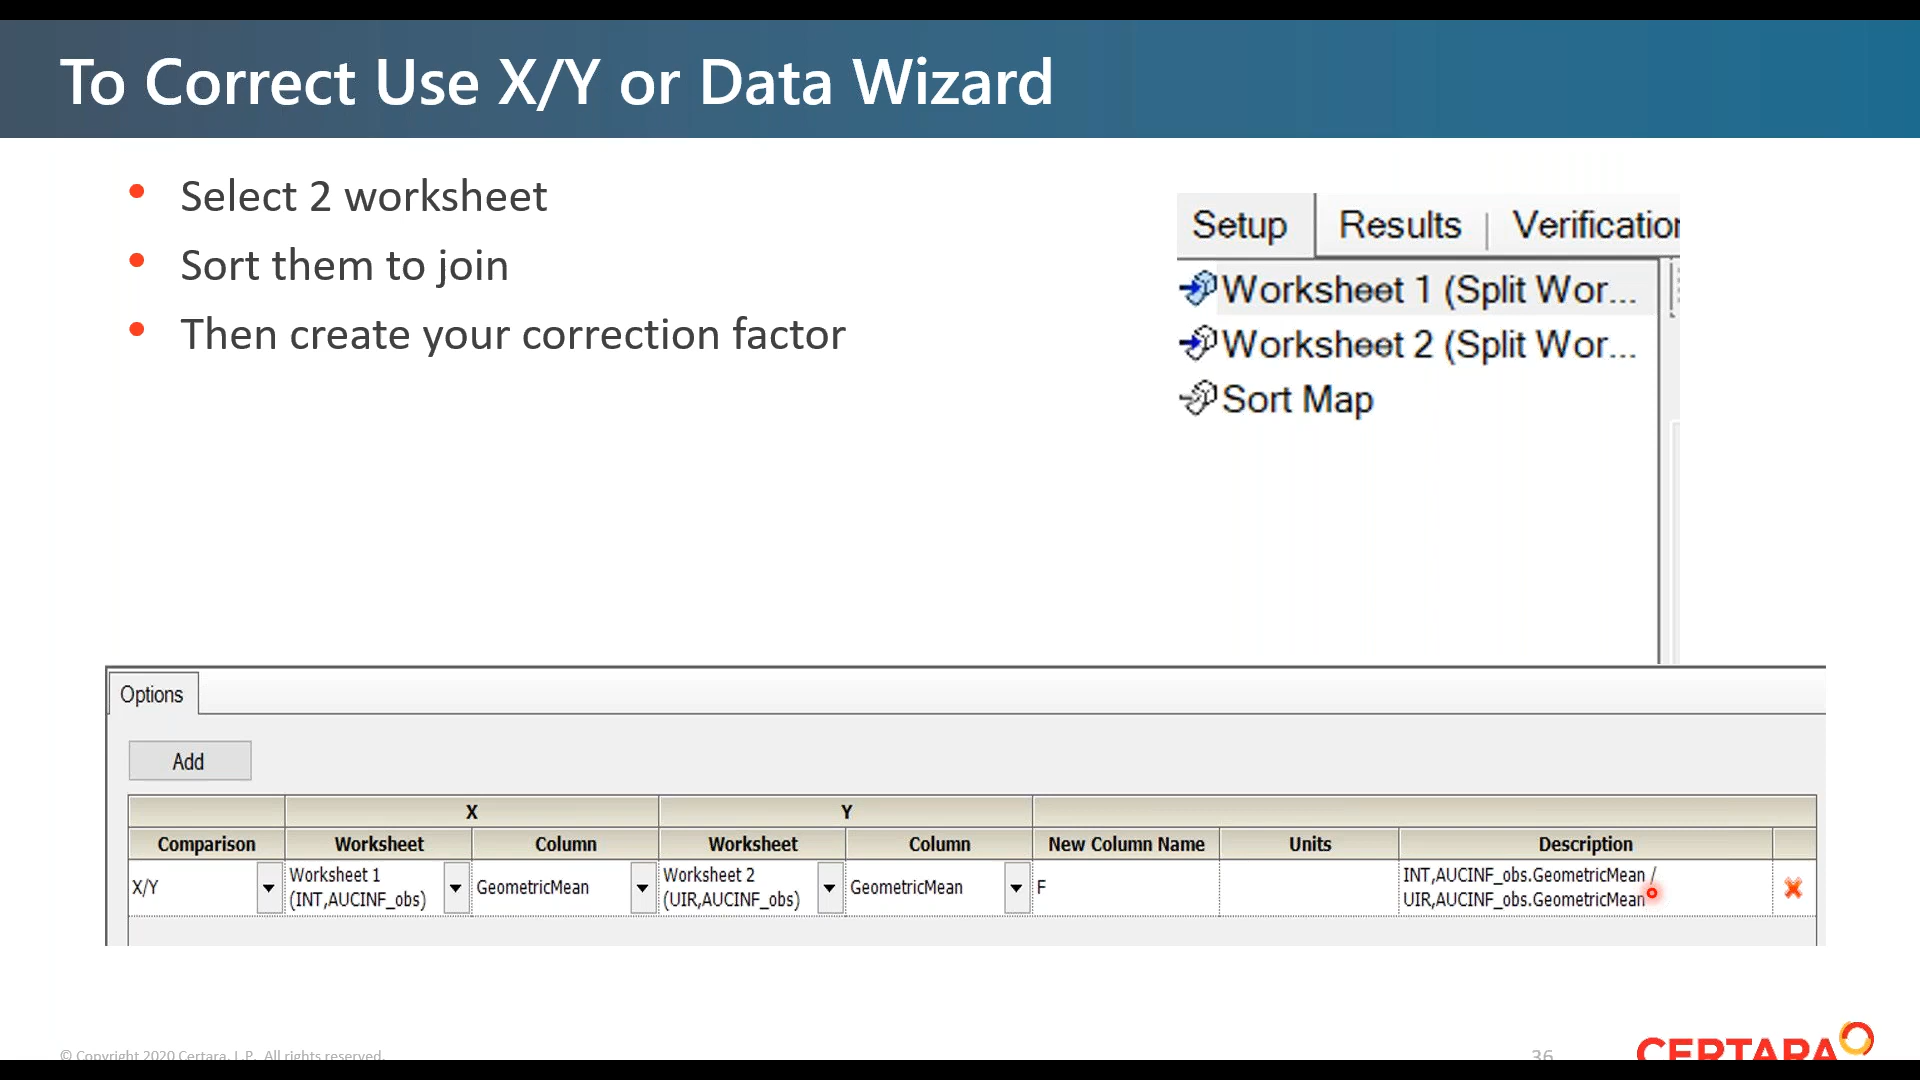 To Correct Use X/Y or Data Wizard
• Select 2 worksheet
• Sort them to join
• Then create your correction factor
Setup Results Verification
Worksheet 1 (Split Wor...
Worksheet 2 (Split Wor...
Sort Map
Options
Add
X Y
Comparison Worksheet Column Worksheet Column New Column Name Units Description
X/Y Worksheet 1 (INT,AUCINF_obs) GeometricMean Worksheet 2 (UIR,AUCINF_obs) GeometricMean F INT,AUCINF_obs.GeometricMean / UIR,AUCINF_obs.GeometricMean
© Copyright 2020 Certara, L.P. All rights reserved.
36
CERTARA